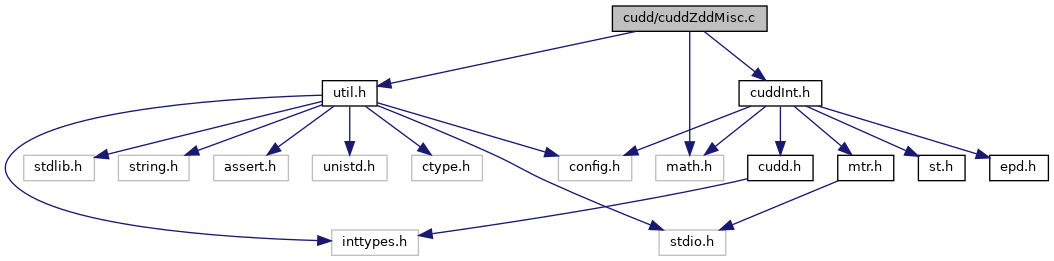 cudd/cuddZddMisc.c
util.h
cuddInt.h
stdlib.h
string.h
assert.h
unistd.h
ctype.h
config.h
math.h
cudd.h
mtr.h
st.h
epd.h
inttypes.h
stdio.h